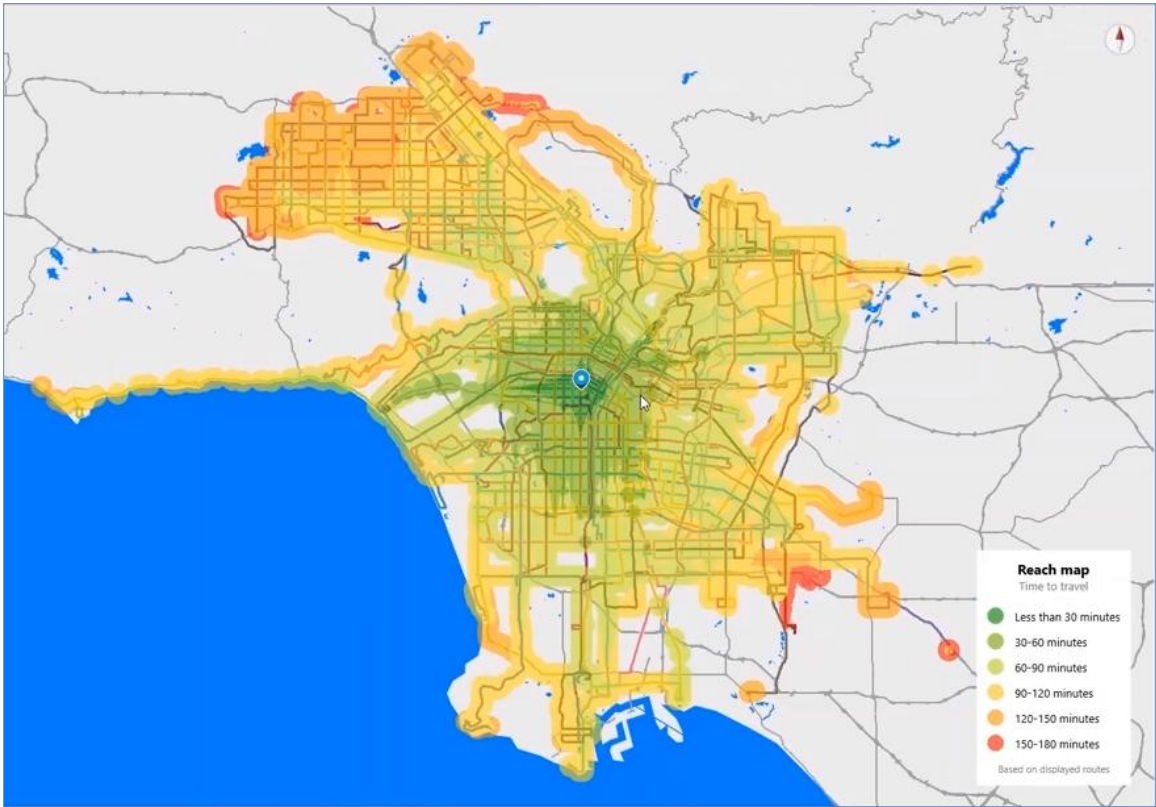 Reach map
Time to travel
Less than 30 minutes
30-60 minutes
60-90 minutes
90-120 minutes
120-150 minutes
150-180 minutes
Based on displayed routes